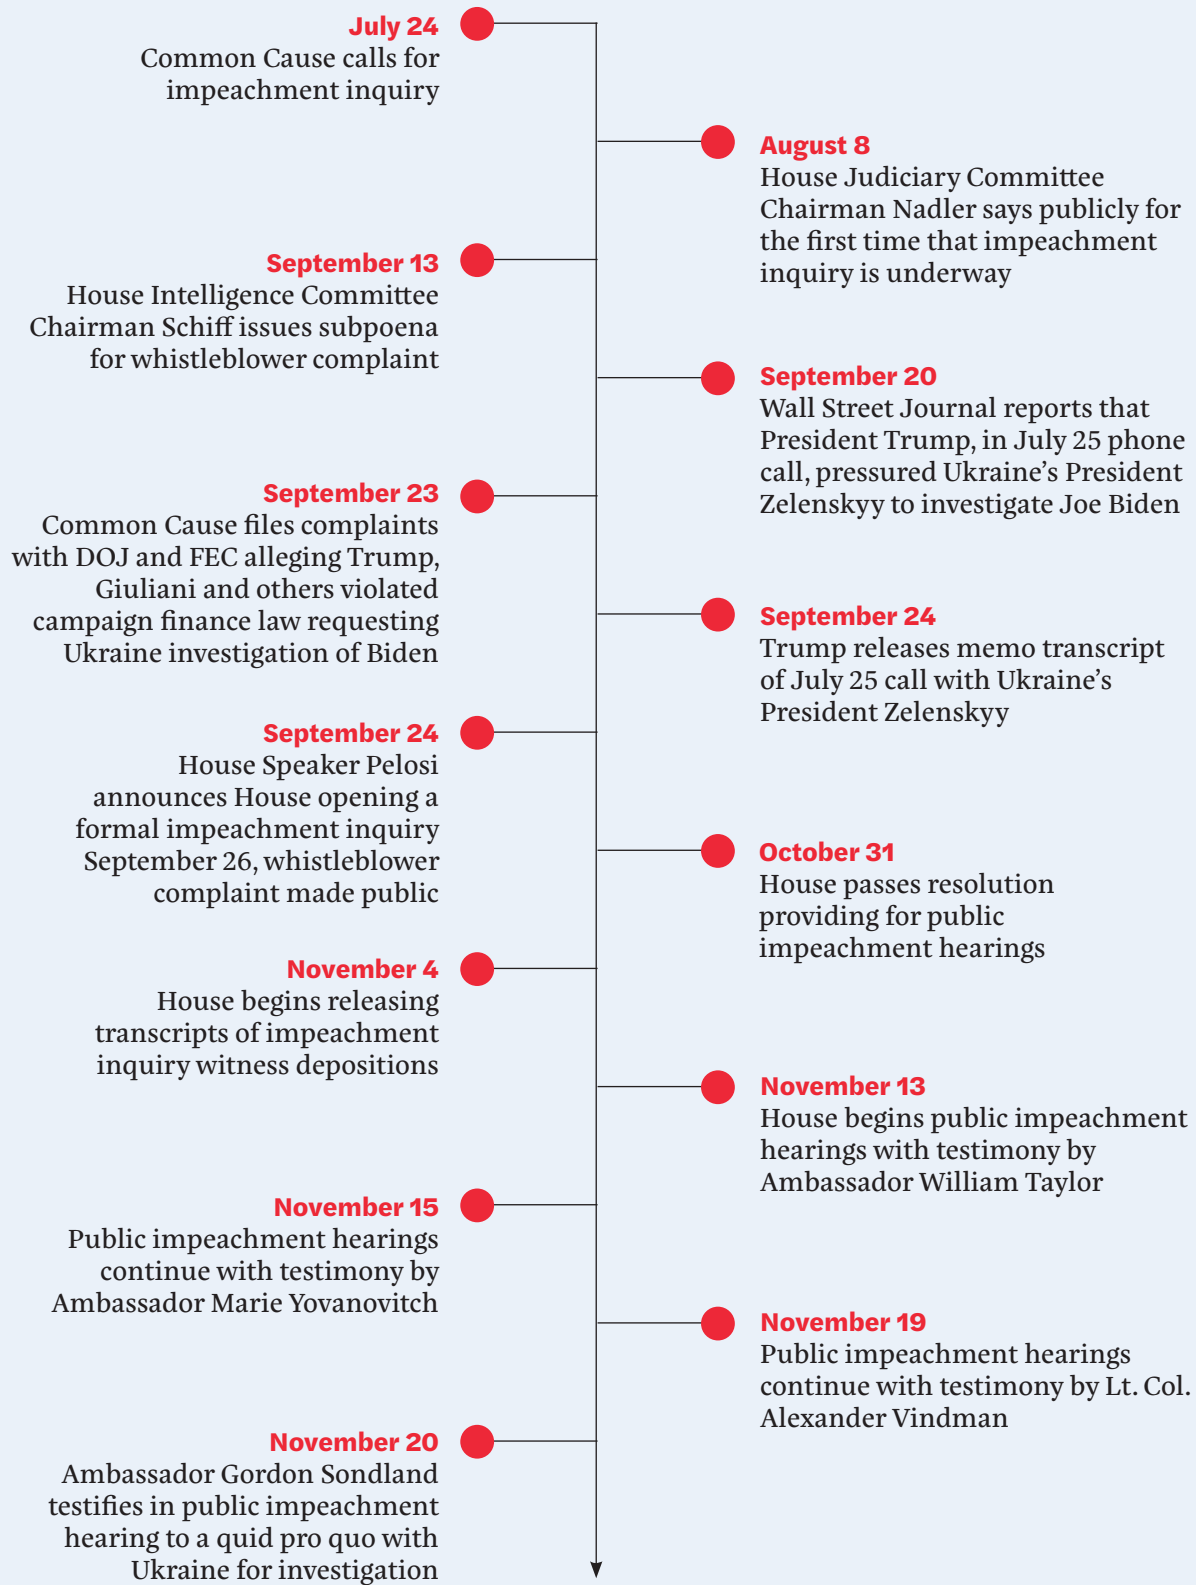 July 24
Common Cause calls for
impeachment inquiry
August 8
House Judiciary Committee
Chairman Nadler says publicly for
the first time that impeachment
inquiry is underway
September 13
House Intelligence Committee
Chairman Schiff issues subpoena
for whistleblower complaint
September 20
Wall Street Journal reports that
President Trump, in July 25 phone
call, pressured Ukraine’s President
Zelenskyy to investigate Joe Biden
September 23
Common Cause files complaints
with DOJ and FEC alleging Trump,
Giuliani and others violated
campaign finance law requesting
Ukraine investigation of Biden
September 24
Trump releases memo transcript
of July 25 call with Ukraine’s
President Zelenskyy
September 24
House Speaker Pelosi
announces House opening a
formal impeachment inquiry
September 26, whistleblower
complaint made public
October 31
House passes resolution
providing for public
impeachment hearings
November 4
House begins releasing
transcripts of impeachment
inquiry witness depositions
November 13
House begins public impeachment
hearings with testimony by
Ambassador William Taylor
November 15
Public impeachment hearings
continue with testimony by
Ambassador Marie Yovanovitch
November 19
Public impeachment hearings
continue with testimony by Lt. Col.
Alexander Vindman
November 20
Ambassador Gordon Sondland
testifies in public impeachment
hearing to a quid pro quo with
Ukraine for investigation